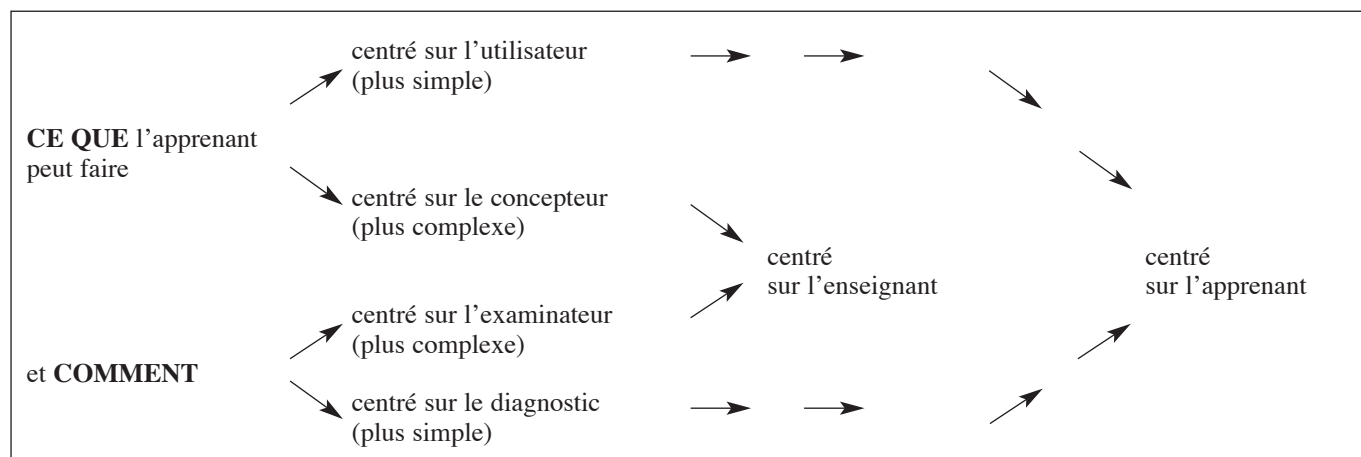 centré sur l’utilisateur
(plus simple)
CE QUE l’apprenant
peut faire
centré sur le concepteur
(plus complexe)
centré
sur l’enseignant
centré
sur l’apprenant
centré sur l’examinateur
(plus complexe)
et COMMENT
centré sur le diagnostic
(plus simple)